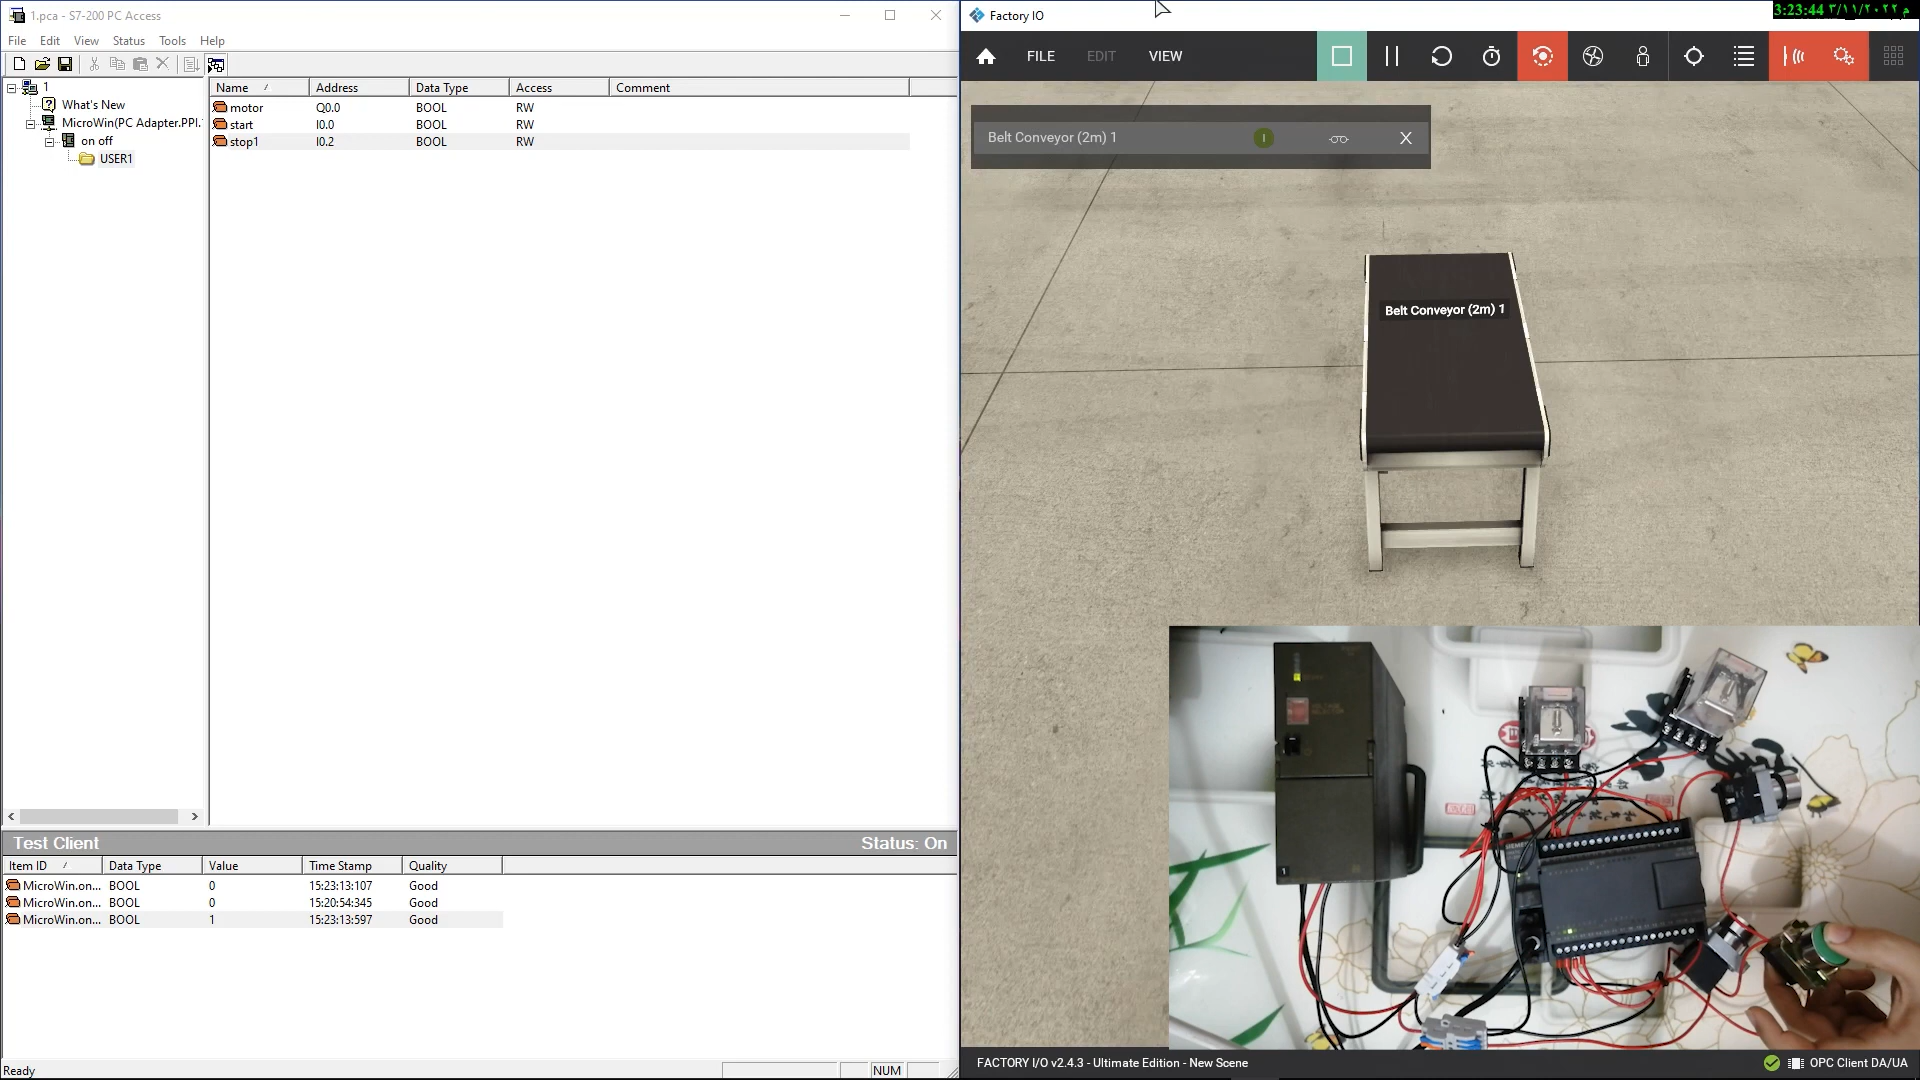 1.pca - S7-200 PC Access
File Edit View Status Tools Help
1
What's New
MicroWin(PC Adapter.PPI.
on off
USER1
Name Address Data Type Access Comment
motor Q0.0 BOOL RW
start I0.0 BOOL RW
stop1 I0.2 BOOL RW
Test Client Status: On
Item ID Data Type Value Time Stamp Quality
MicroWin.on... BOOL 0 15:23:13:107 Good
MicroWin.on... BOOL 0 15:20:54:345 Good
MicroWin.on... BOOL 1 15:23:13:597 Good
Ready NUM
Factory IO
3:23:44 م ٣/١١/٢٠٢٢
FILE EDIT VIEW
Belt Conveyor (2m) 1 X
Belt Conveyor (2m) 1
FACTORY I/O v2.4.3 - Ultimate Edition - New Scene OPC Client DA/UA